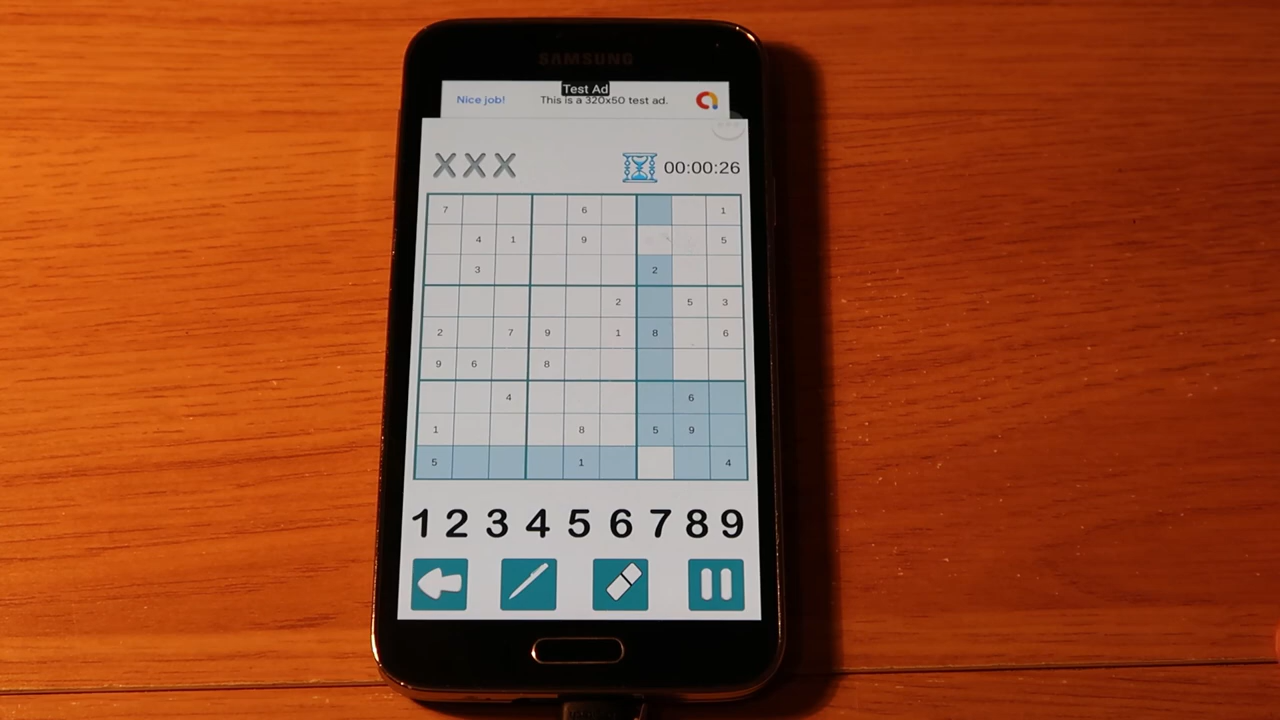 SAMSUNG
Test Ad
Nice job! This is a 320x50 test ad.
X X X 00:00:26
7 6 1
4 1 9 5
3 2
2 5 3
2 7 9 1 8 6
9 6 8
4 6
1 8 5 9
5 1 4
1 2 3 4 5 6 7 8 9